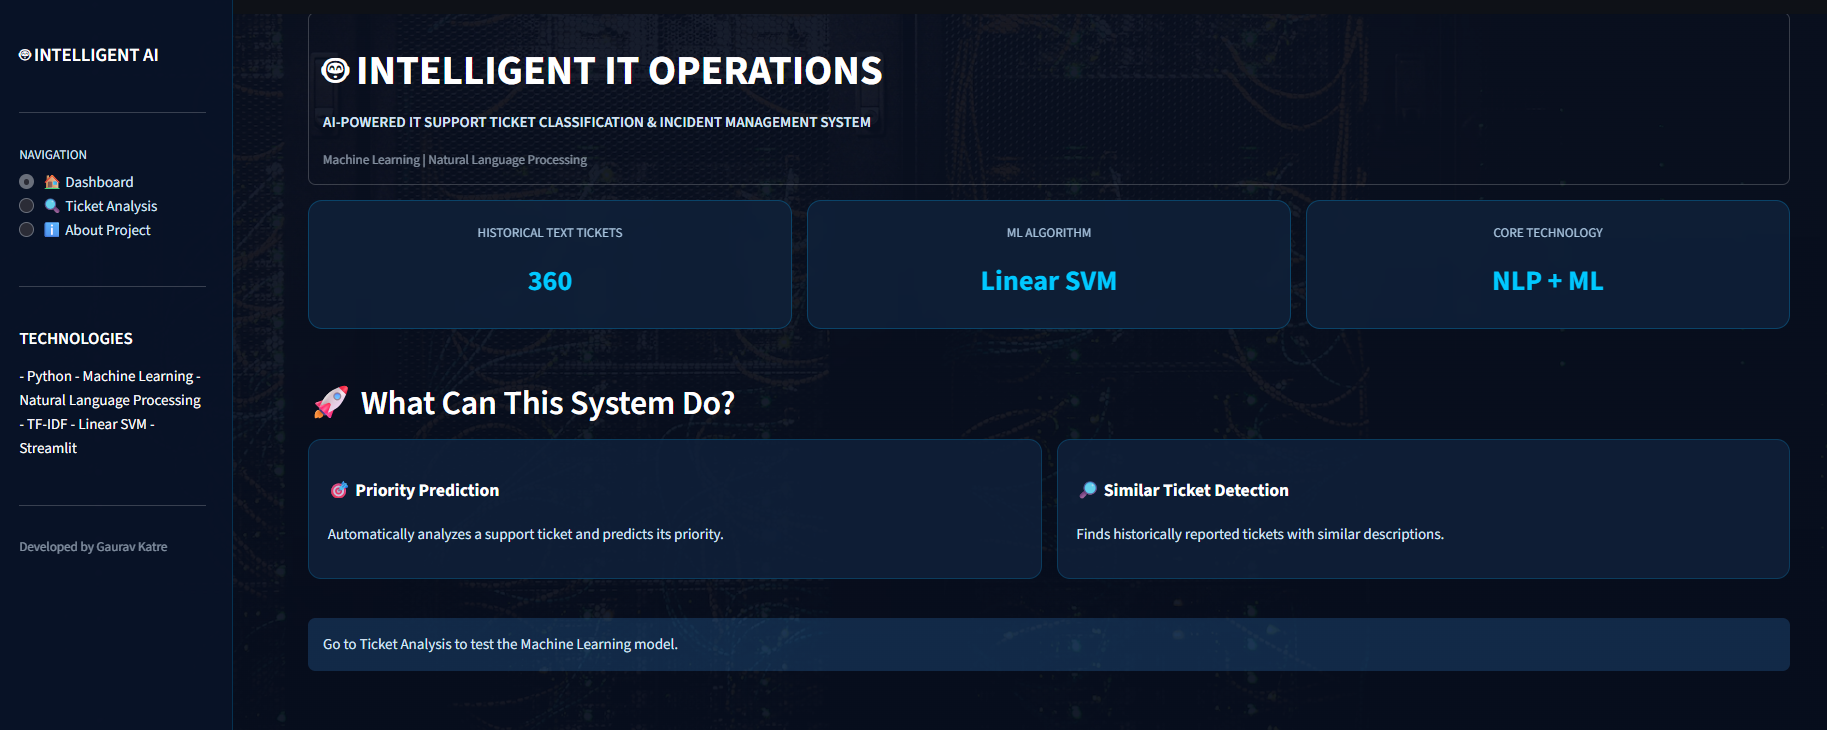 INTELLIGENT AI
NAVIGATION
Dashboard
Ticket Analysis
About Project
TECHNOLOGIES
- Python - Machine Learning -
Natural Language Processing
- TF-IDF - Linear SVM -
Streamlit
Developed by Gaurav Katre
INTELLIGENT IT OPERATIONS
AI-POWERED IT SUPPORT TICKET CLASSIFICATION & INCIDENT MANAGEMENT SYSTEM
Machine Learning | Natural Language Processing
HISTORICAL TEXT TICKETS
360
ML ALGORITHM
Linear SVM
CORE TECHNOLOGY
NLP + ML
🚀 What Can This System Do?
🎯 Priority Prediction
Automatically analyzes a support ticket and predicts its priority.
🔎 Similar Ticket Detection
Finds historically reported tickets with similar descriptions.
Go to Ticket Analysis to test the Machine Learning model.